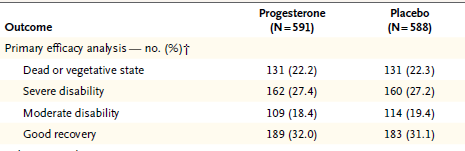 Outcome Progesterone (N=591) Placebo (N=588)
Primary efficacy analysis — no. (%)†
Dead or vegetative state 131 (22.2) 131 (22.3)
Severe disability 162 (27.4) 160 (27.2)
Moderate disability 109 (18.4) 114 (19.4)
Good recovery 189 (32.0) 183 (31.1)